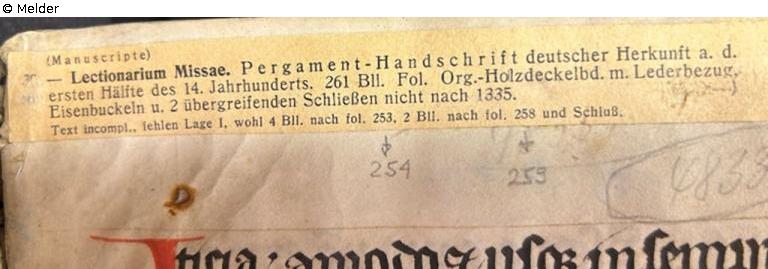 © Melder
(Manuscripte)
— Lectionarium Missae. Pergament-Handschrift deutscher Herkunft a. d.
ersten Hälfte des 14. Jahrhunderts. 261 Bll. Fol. Org.-Holzdeckelbd. m. Lederbezug,
Eisenbuckeln u. 2 übergreifenden Schließen nicht nach 1335.
Text incompl., fehlen Lage I, wohl 4 Bll. nach fol. 253, 2 Bll. nach fol. 258 und Schluß.
254 259 4833